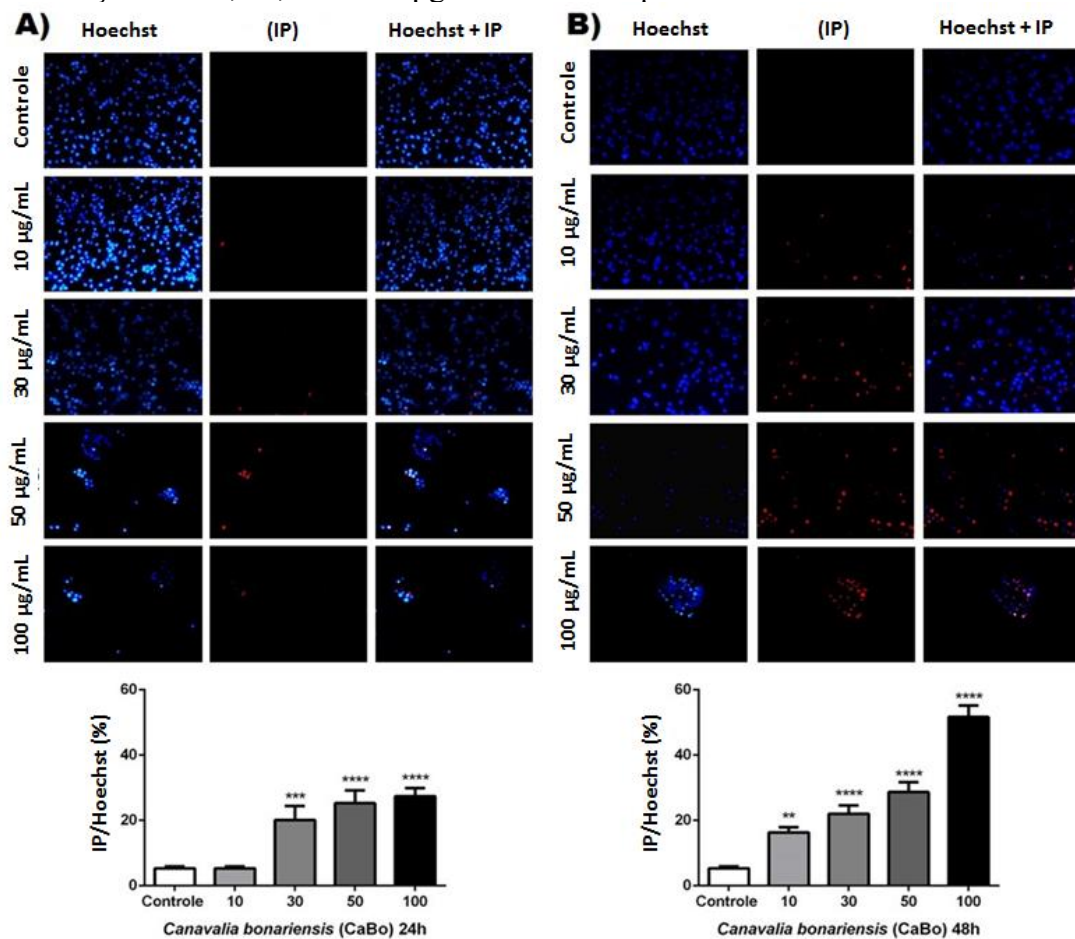 A) Hoechst (IP) Hoechst + IP
Controle
10 µg/mL
30 µg/mL
50 µg/mL
100 µg/mL
60
40
20
0
IP/Hoechst (%)
*** **** ****
Controle 10 30 50 100
Canavalia bonariensis (CaBo) 24h
B) Hoechst (IP) Hoechst + IP
Controle
10 µg/mL
30 µg/mL
50 µg/mL
100 µg/mL
60
40
20
0
IP/Hoechst (%)
** **** **** ****
Controle 10 30 50 100
Canavalia bonariensis (CaBo) 48h